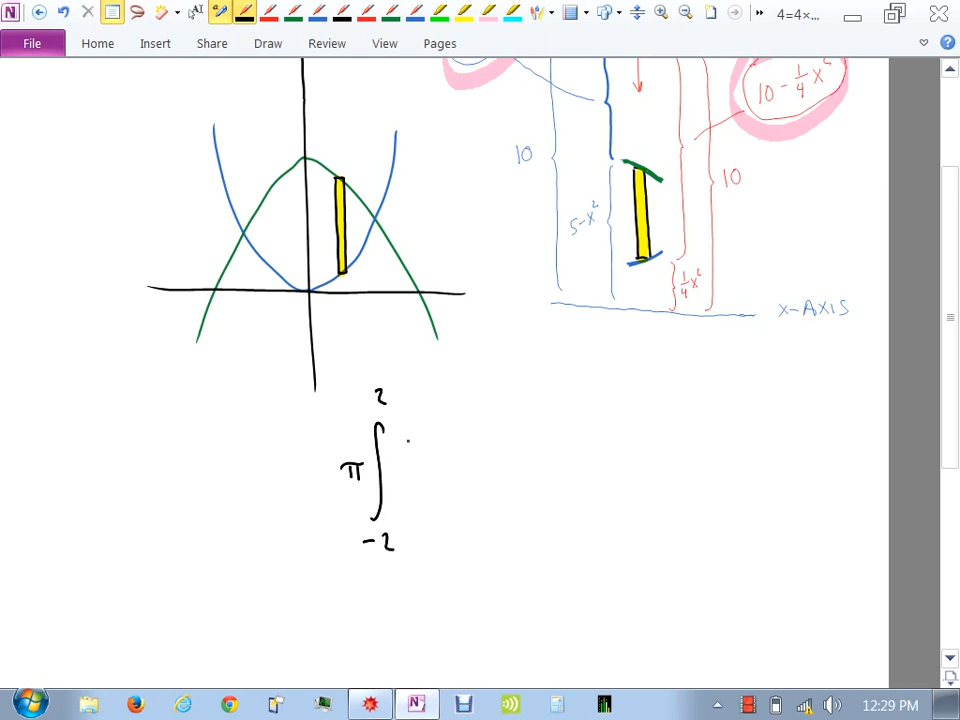 4=4×...
File Home Insert Share Draw Review View Pages
10 - 1/4 x²
10
10
5-x²
1/4 x²
x-AXIS
2
π ∫
-2
12:29 PM